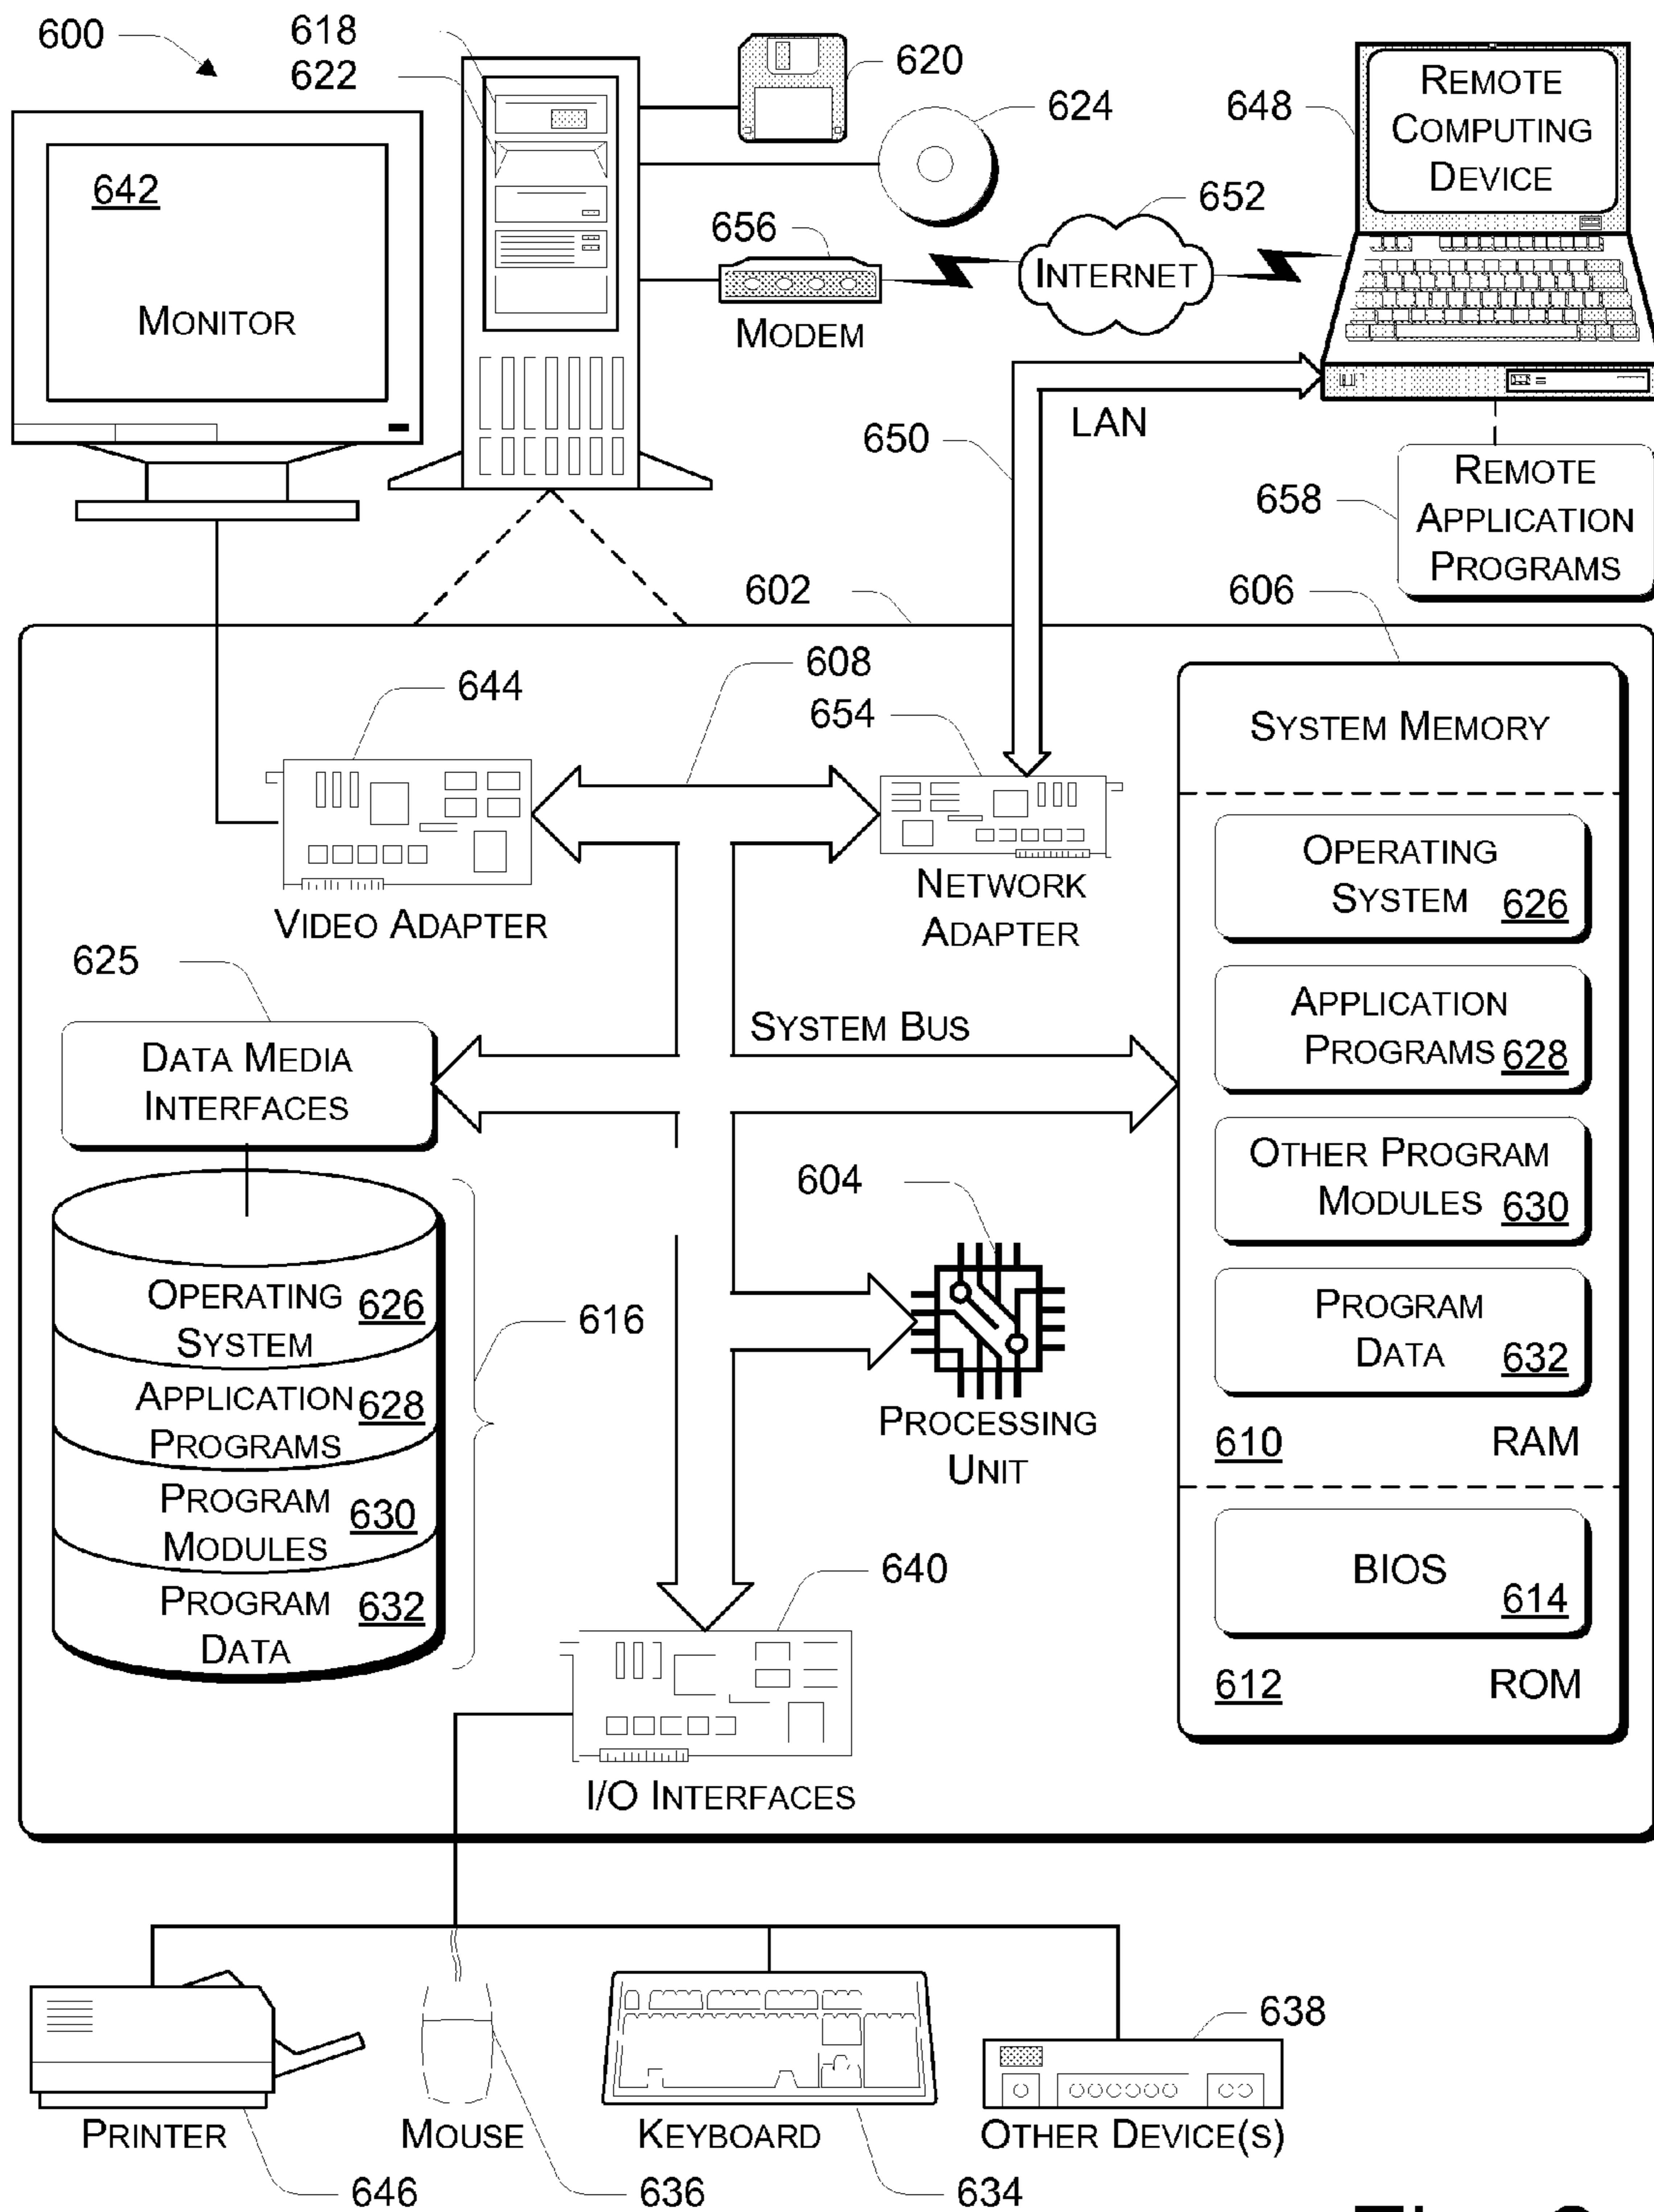 600
618
622
620
624
648
REMOTE
COMPUTING
DEVICE
642
MONITOR
656
MODEM
652
INTERNET
650
LAN
658
REMOTE
APPLICATION
PROGRAMS
602
606
608
644
654
SYSTEM MEMORY
VIDEO ADAPTER
NETWORK
ADAPTER
OPERATING
SYSTEM 626
625
DATA MEDIA
INTERFACES
SYSTEM BUS
APPLICATION
PROGRAMS 628
OTHER PROGRAM
MODULES 630
604
PROCESSING
UNIT
PROGRAM
DATA 632
610 RAM
OPERATING 626
SYSTEM
616
APPLICATION 628
PROGRAMS
PROGRAM 630
MODULES
PROGRAM 632
DATA
BIOS
614
612 ROM
640
I/O INTERFACES
PRINTER
646
MOUSE
636
KEYBOARD
634
638
OTHER DEVICE(S)